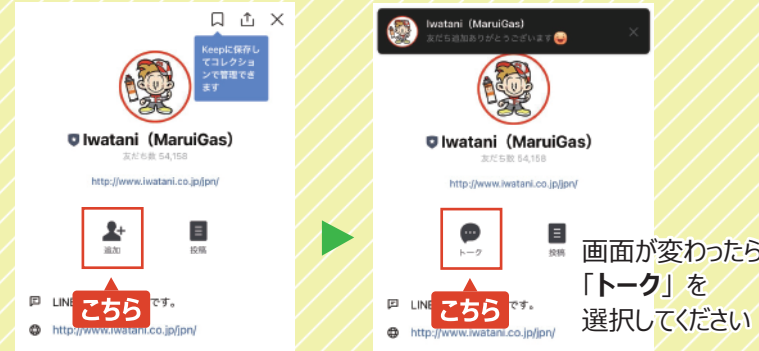 Keepに保存し
てコレクショ
ンで管理でき
ます
Iwatani（MaruiGas）
友だち数 54,158
http://www.iwatani.co.jp/jpn/
追加
投稿
LINE
こちら
です。
http://www.iwatani.co.jp/jpn/
Iwatani（MaruiGas）
友だち追加ありがとうございます
Iwatani（MaruiGas）
友だち数 54,158
http://www.iwatani.co.jp/jpn/
トーク
投稿
LINE
こちら
です。
http://www.iwatani.co.jp/jpn/
画面が変わったら
「トーク」を
選択してください